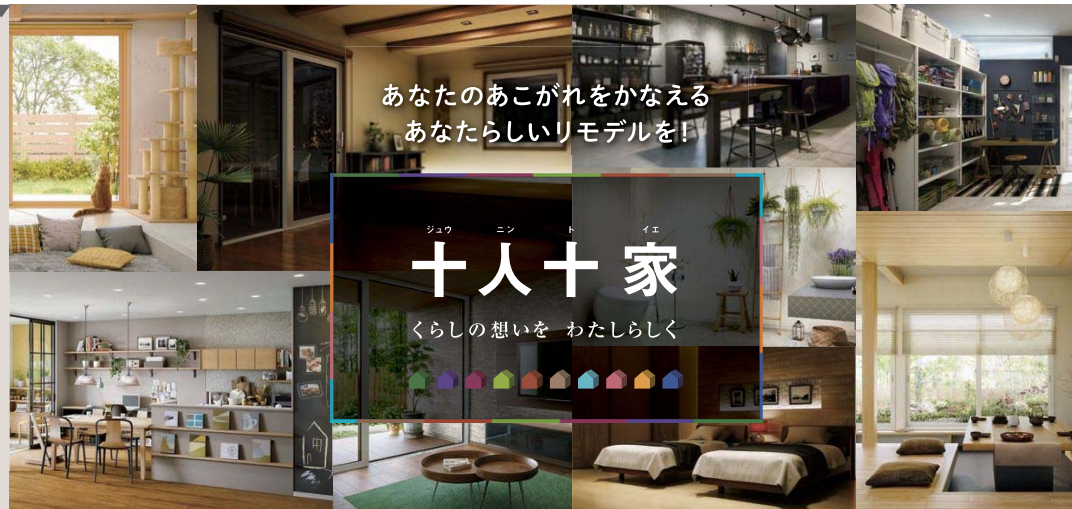 あなたのあこがれをかなえる
あなたらしいリモデルを!
ジュウ ニン ト イエ
十人十家
くらしの想いを わたしらしく